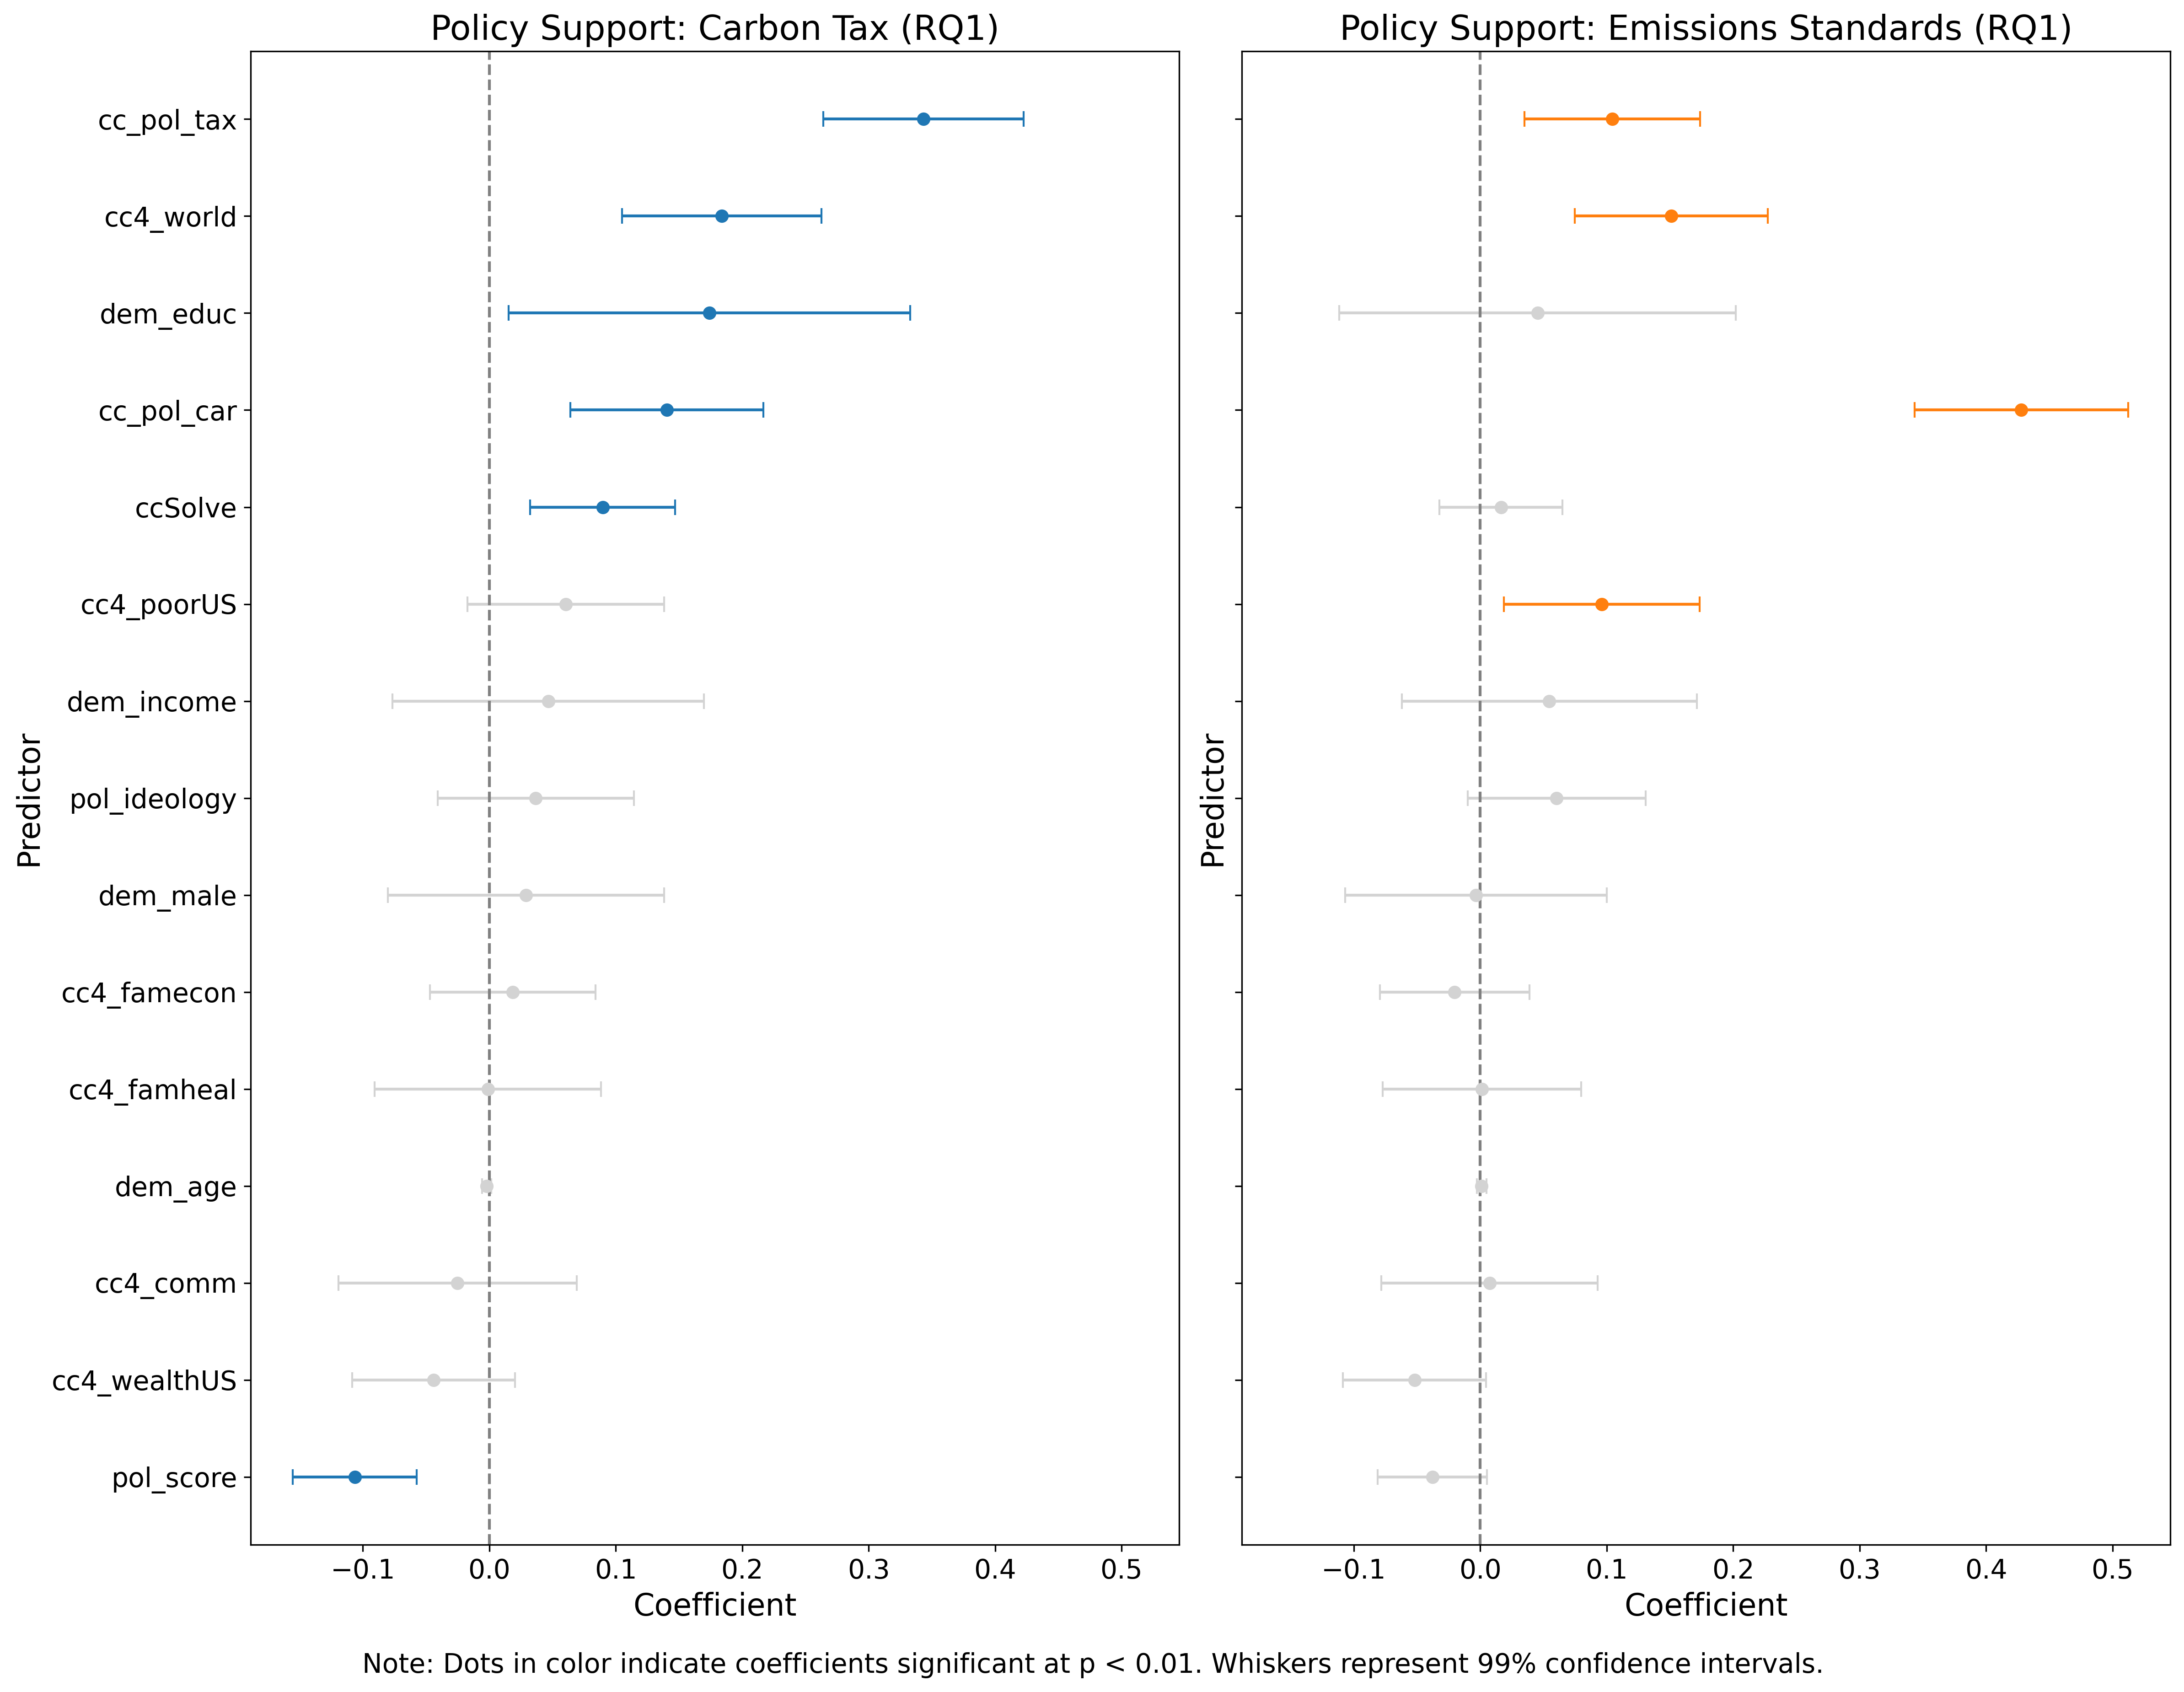 Policy Support: Carbon Tax (RQ1)
Predictor
cc_pol_tax
cc4_world
dem_educ
cc_pol_car
ccSolve
cc4_poorUS
dem_income
pol_ideology
dem_male
cc4_famecon
cc4_famheal
dem_age
cc4_comm
cc4_wealthUS
pol_score
−0.1 0.0 0.1 0.2 0.3 0.4 0.5
Coefficient
Policy Support: Emissions Standards (RQ1)
Predictor
−0.1 0.0 0.1 0.2 0.3 0.4 0.5
Coefficient
Note: Dots in color indicate coefficients significant at p < 0.01. Whiskers represent 99% confidence intervals.